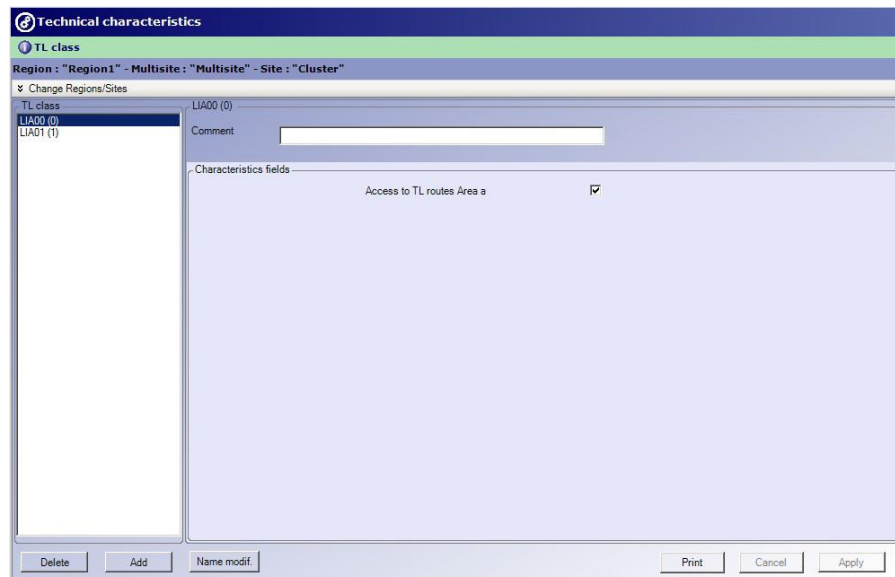 Technical characteristics
TL class
Region : "Region1" - Multisite : "Multisite" - Site : "Cluster"
Change Regions/Sites
TL class
LIA00 (0)
LIA01 (1)
LIA00 (0)
Comment
Characteristics fields
Access to TL routes Area a
Delete Add Name modif. Print Cancel Apply